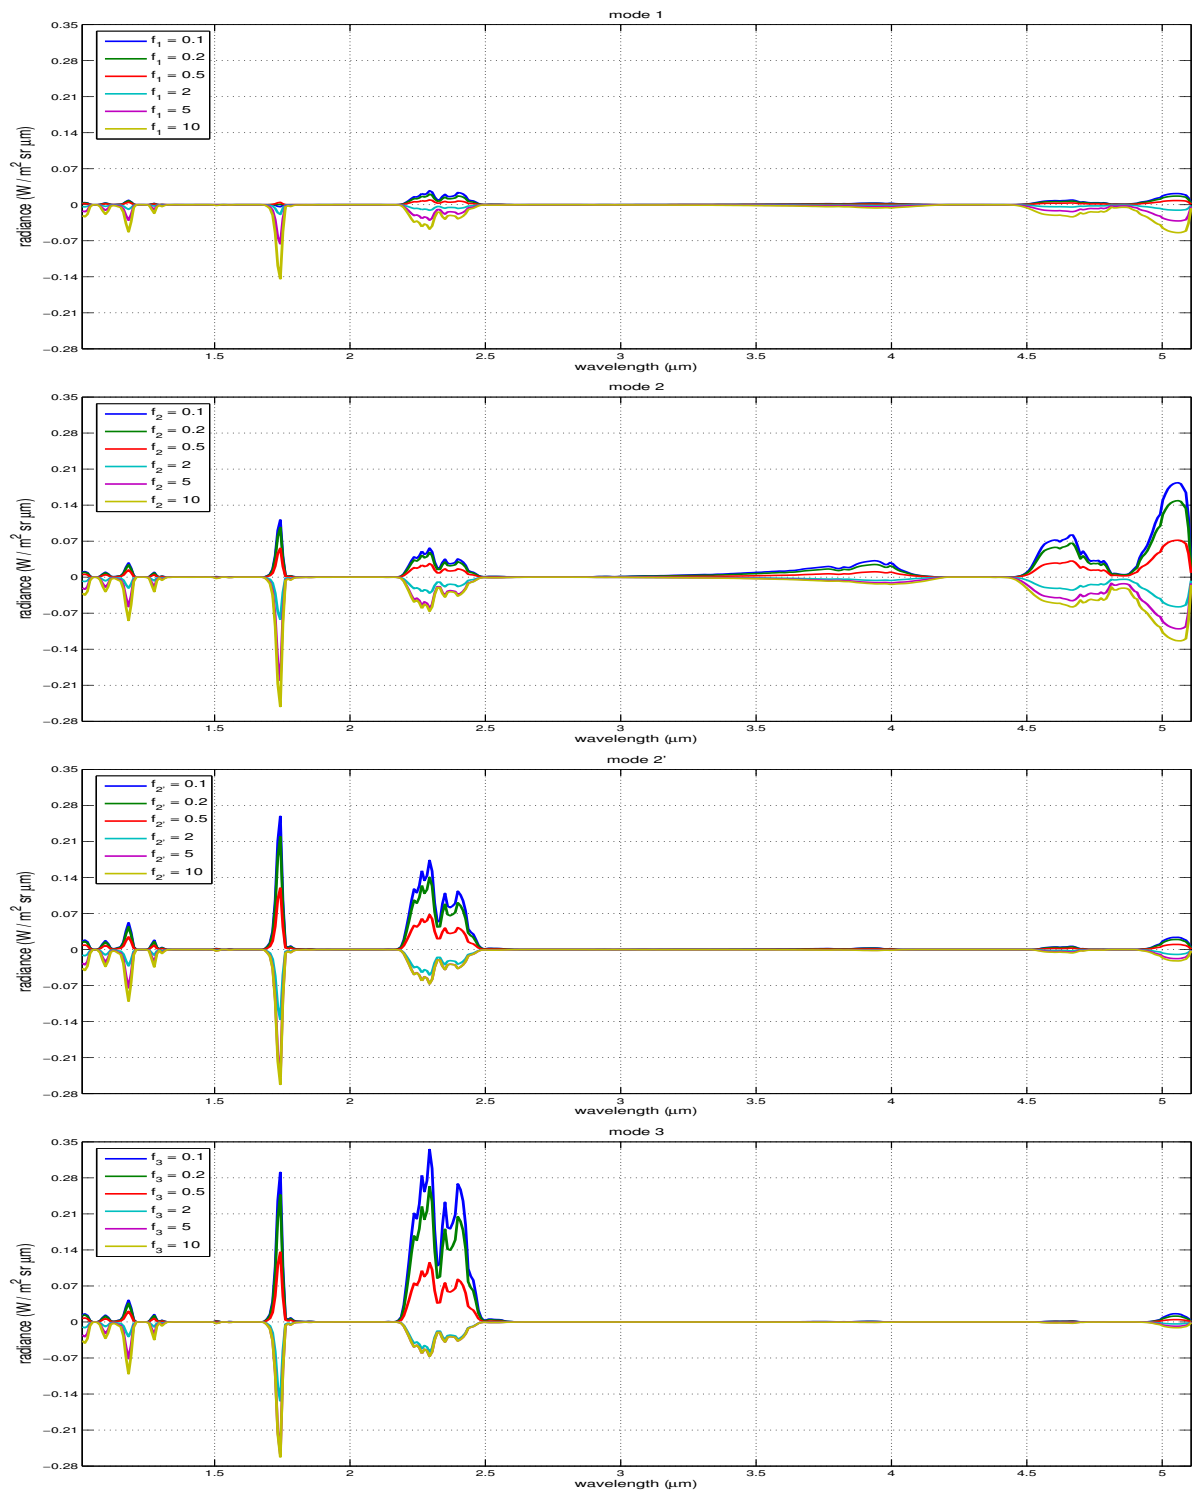 mode 1
0.35
0.28
0.21
0.14
0.07
0
−0.07
−0.14
−0.21
−0.28
radiance (W / m² sr μm)
f₁ = 0.1
f₁ = 0.2
f₁ = 0.5
f₁ = 2
f₁ = 5
f₁ = 10
1.5 2 2.5 3 3.5 4 4.5 5
wavelength (μm)
mode 2
0.35
0.28
0.21
0.14
0.07
0
−0.07
−0.14
−0.21
−0.28
radiance (W / m² sr μm)
f₂ = 0.1
f₂ = 0.2
f₂ = 0.5
f₂ = 2
f₂ = 5
f₂ = 10
1.5 2 2.5 3 3.5 4 4.5 5
wavelength (μm)
mode 2'
0.35
0.28
0.21
0.14
0.07
0
−0.07
−0.14
−0.21
−0.28
radiance (W / m² sr μm)
f₂' = 0.1
f₂' = 0.2
f₂' = 0.5
f₂' = 2
f₂' = 5
f₂' = 10
1.5 2 2.5 3 3.5 4 4.5 5
wavelength (μm)
mode 3
0.35
0.28
0.21
0.14
0.07
0
−0.07
−0.14
−0.21
−0.28
radiance (W / m² sr μm)
f₃ = 0.1
f₃ = 0.2
f₃ = 0.5
f₃ = 2
f₃ = 5
f₃ = 10
1.5 2 2.5 3 3.5 4 4.5 5
wavelength (μm)